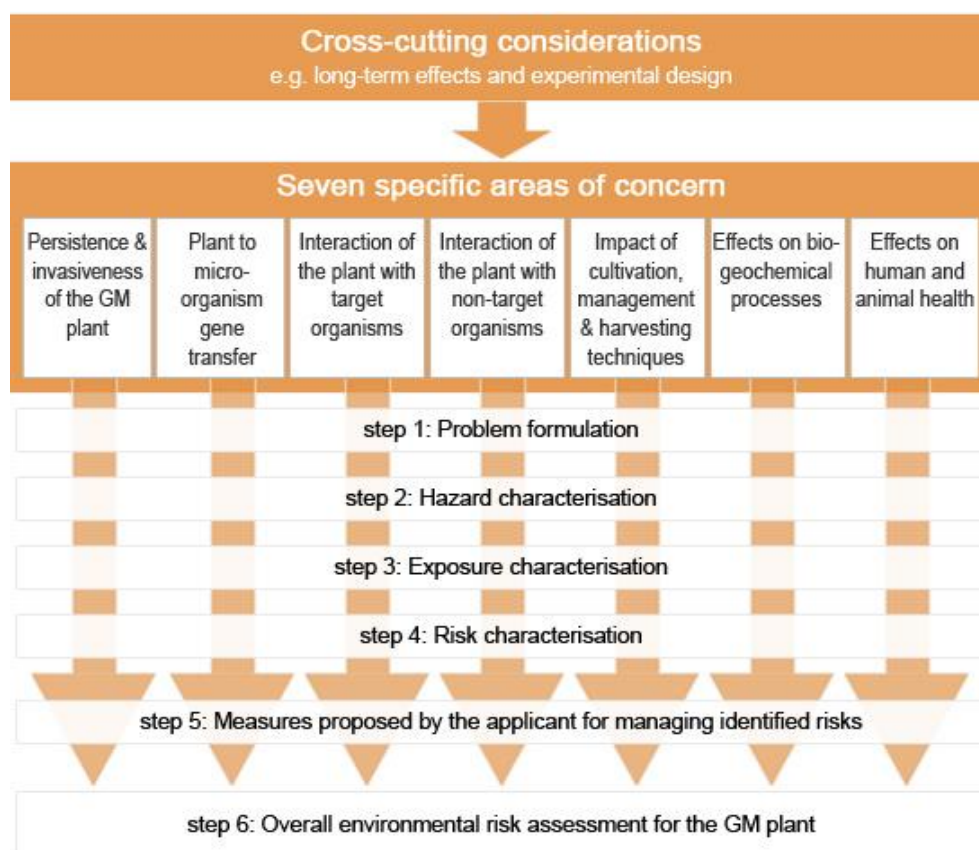 Cross-cutting considerations
e.g. long-term effects and experimental design
Seven specific areas of concern
Persistence &
invasiveness
of the GM
plant
Plant to
micro-
organism
gene
transfer
Interaction of
the plant with
target
organisms
Interaction of
the plant with
non-target
organisms
Impact of
cultivation,
management
& harvesting
techniques
Effects on bio-
geochemical
processes
Effects on
human and
animal health
step 1: Problem formulation
step 2: Hazard characterisation
step 3: Exposure characterisation
step 4: Risk characterisation
step 5: Measures proposed by the applicant for managing identified risks
step 6: Overall environmental risk assessment for the GM plant